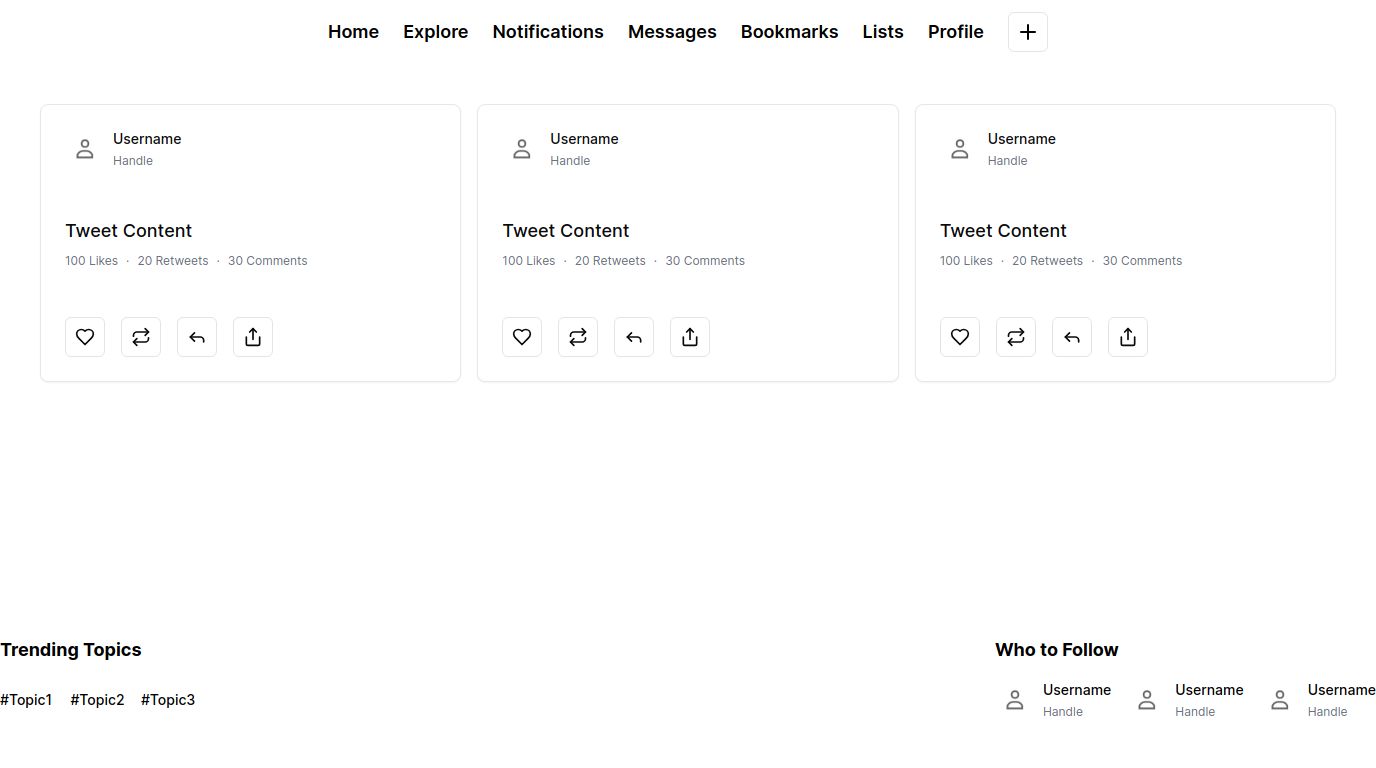 Home Explore Notifications Messages Bookmarks Lists Profile
Username
Handle
Tweet Content
100 Likes · 20 Retweets · 30 Comments
Username
Handle
Tweet Content
100 Likes · 20 Retweets · 30 Comments
Username
Handle
Tweet Content
100 Likes · 20 Retweets · 30 Comments
Trending Topics
#Topic1 #Topic2 #Topic3
Who to Follow
Username
Handle
Username
Handle
Username
Handle